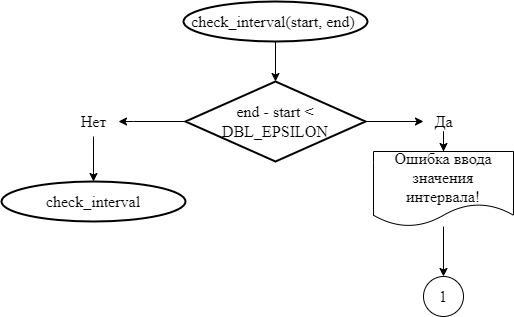 check_interval(start, end)
end - start <
DBL_EPSILON
Нет
Да
check_interval
Ошибка ввода
значения
интервала!
1